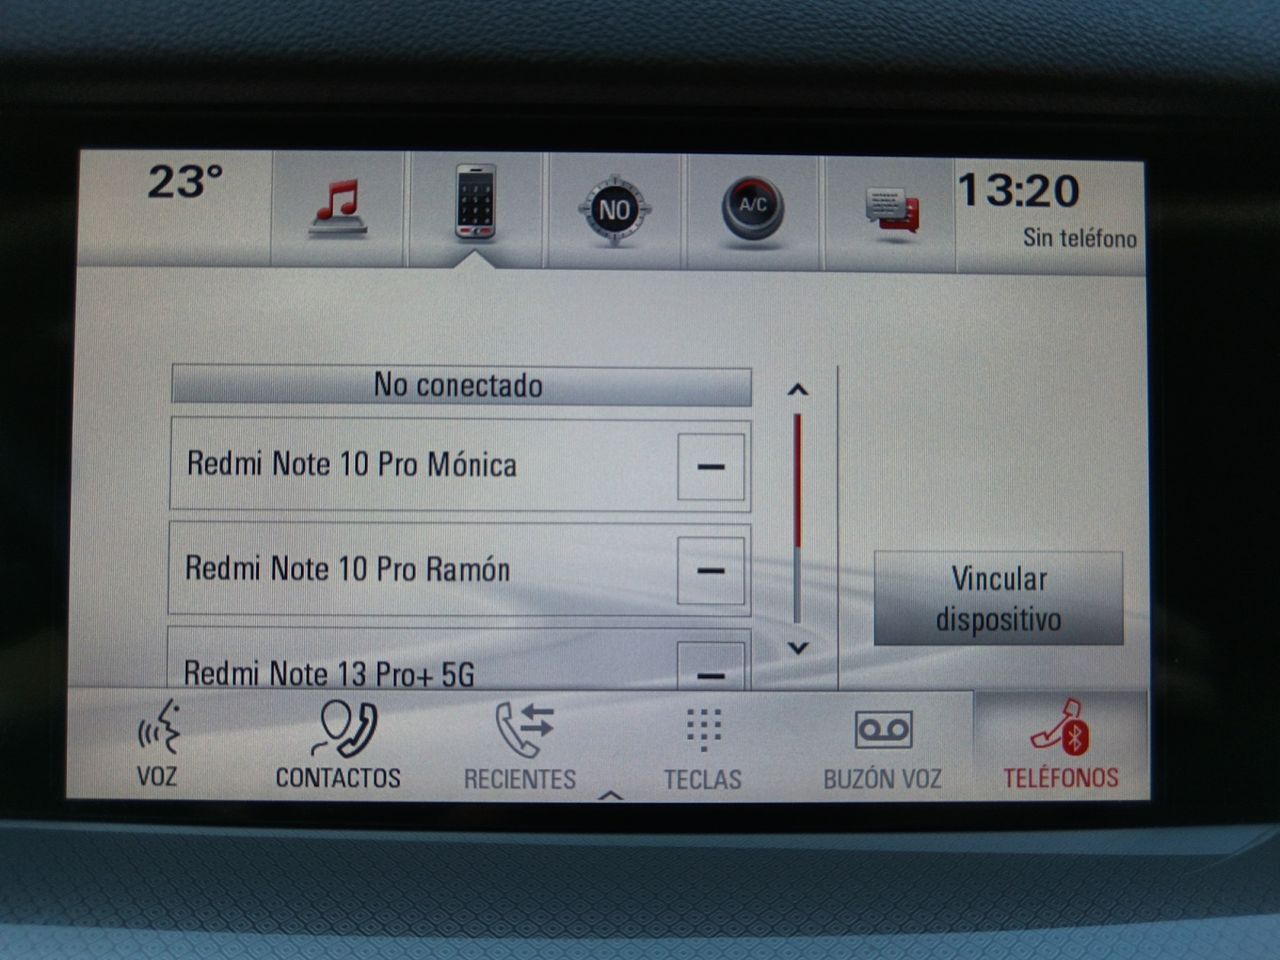 23°
NO
A/C
13:20
Sin teléfono
No conectado
Redmi Note 10 Pro Mónica
Redmi Note 10 Pro Ramón
Redmi Note 13 Pro+ 5G
Vincular
dispositivo
VOZ
CONTACTOS
RECIENTES
TECLAS
BUZÓN VOZ
TELÉFONOS